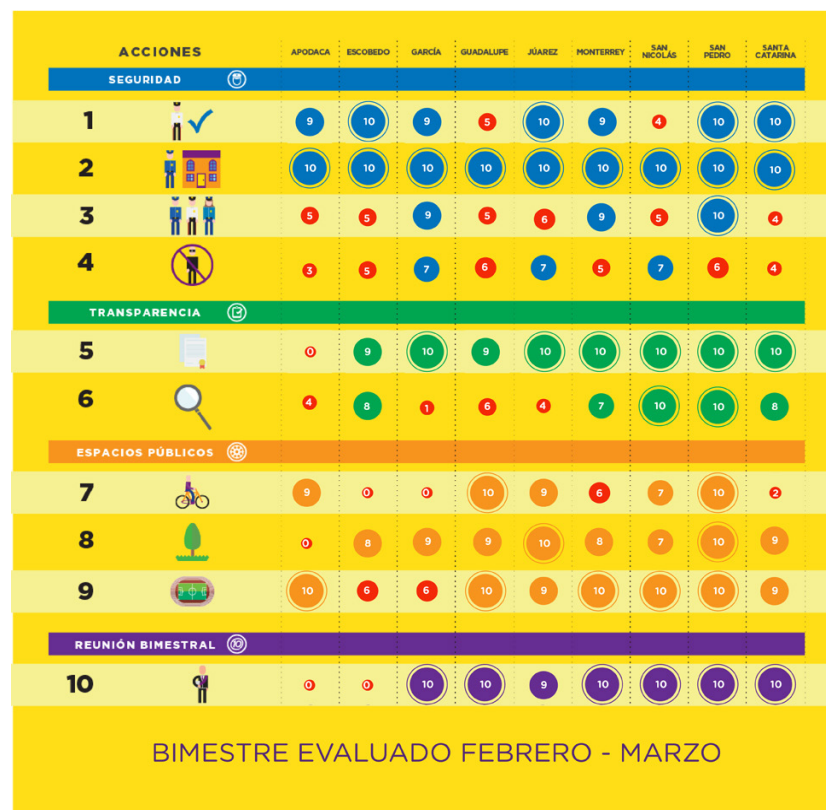 ACCIONES APODACA ESCOBEDO GARCÍA GUADALUPE JÚAREZ MONTERREY SAN NICOLÁS SAN PEDRO SANTA CATARINA
SEGURIDAD
1 9 10 9 5 10 9 4 10 10
2 10 10 10 10 10 10 10 10 10
3 5 5 9 5 6 9 5 10 4
4 3 5 7 6 7 5 7 6 4
TRANSPARENCIA
5 0 9 10 9 10 10 10 10 10
6 4 8 1 6 4 7 10 10 8
ESPACIOS PÚBLICOS
7 9 0 0 10 9 6 7 10 2
8 0 8 9 9 10 8 7 10 9
9 10 6 6 10 9 10 10 10 9
REUNIÓN BIMESTRAL 10
10 0 0 10 10 9 10 10 10 10
BIMESTRE EVALUADO FEBRERO - MARZO